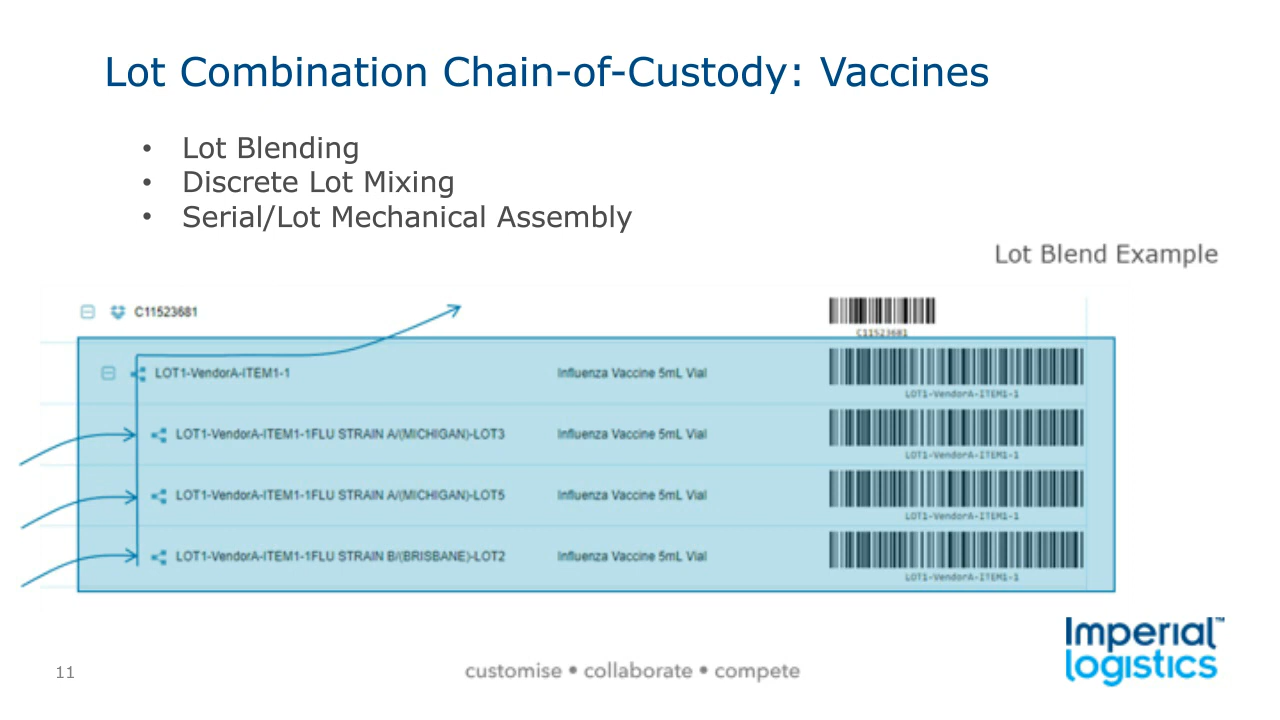 Lot Combination Chain-of-Custody: Vaccines
• Lot Blending
• Discrete Lot Mixing
• Serial/Lot Mechanical Assembly
Lot Blend Example
C11523681
C11523681
LOT1-VendorA-ITEM1-1 Influenza Vaccine 5mL Vial
LOT1-VendorA-ITEM1-1
LOT1-VendorA-ITEM1-1FLU STRAIN A/(MICHIGAN)-LOT3 Influenza Vaccine 5mL Vial
LOT1-VendorA-ITEM1-1
LOT1-VendorA-ITEM1-1FLU STRAIN A/(MICHIGAN)-LOT5 Influenza Vaccine 5mL Vial
LOT1-VendorA-ITEM1-1
LOT1-VendorA-ITEM1-1FLU STRAIN B/(BRISBANE)-LOT2 Influenza Vaccine 5mL Vial
LOT1-VendorA-ITEM1-1
Imperial™
logistics
11
customise • collaborate • compete